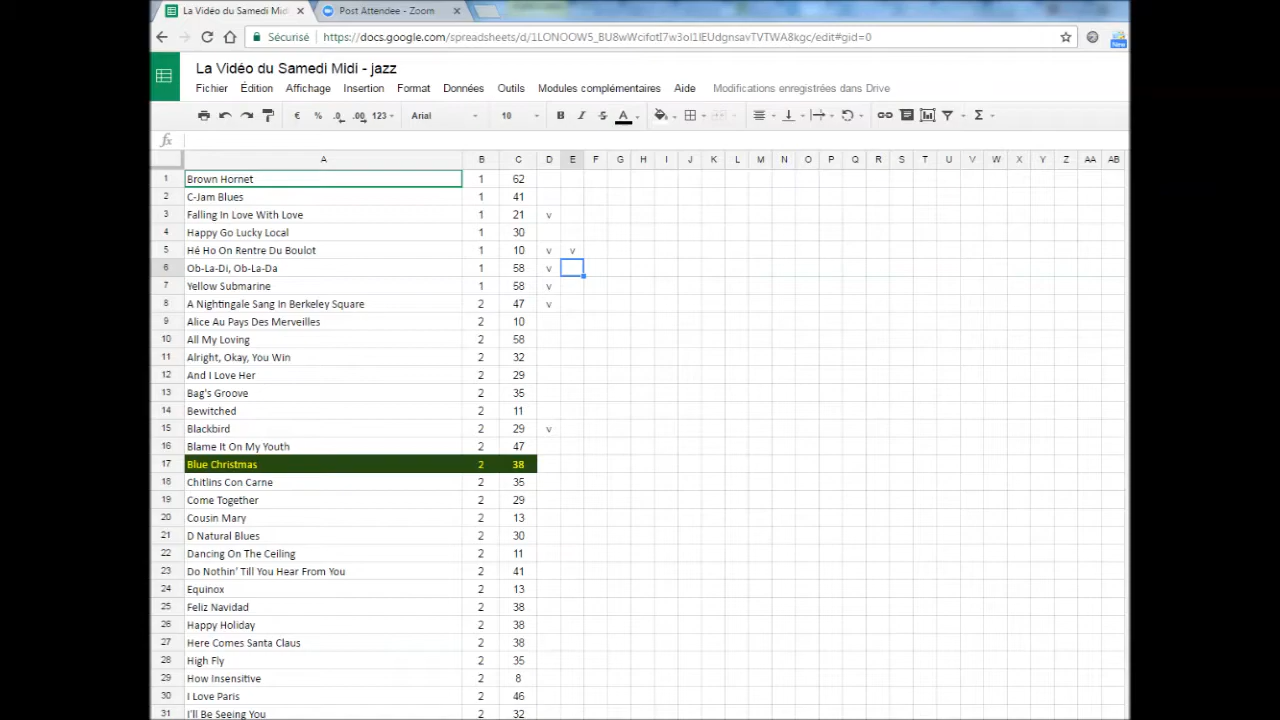 La Vidéo du Samedi Midi Post Attendee - Zoom
Sécurisé https://docs.google.com/spreadsheets/d/1LONOOW5_BU8wWcifotI7w3ol1IEUdgnsavTVTWA8kgc/edit#gid=0
New
La Vidéo du Samedi Midi - jazz
Fichier Édition Affichage Insertion Format Données Outils Modules complémentaires Aide Modifications enregistrées dans Drive
€ % .0 .00 123 Arial 10 B I S A Σ
fx
A B C D E F G H I J K L M N O P Q R S T U V W X Y Z AA AB
1 Brown Hornet 1 62
2 C-Jam Blues 1 41
3 Falling In Love With Love 1 21 v
4 Happy Go Lucky Local 1 30
5 Hé Ho On Rentre Du Boulot 1 10 v v
6 Ob-La-Di, Ob-La-Da 1 58 v
7 Yellow Submarine 1 58 v
8 A Nightingale Sang In Berkeley Square 2 47 v
9 Alice Au Pays Des Merveilles 2 10
10 All My Loving 2 58
11 Alright, Okay, You Win 2 32
12 And I Love Her 2 29
13 Bag's Groove 2 35
14 Bewitched 2 11
15 Blackbird 2 29 v
16 Blame It On My Youth 2 47
17 Blue Christmas 2 38
18 Chitlins Con Carne 2 35
19 Come Together 2 29
20 Cousin Mary 2 13
21 D Natural Blues 2 30
22 Dancing On The Ceiling 2 11
23 Do Nothin' Till You Hear From You 2 41
24 Equinox 2 13
25 Feliz Navidad 2 38
26 Happy Holiday 2 38
27 Here Comes Santa Claus 2 38
28 High Fly 2 35
29 How Insensitive 2 8
30 I Love Paris 2 46
31 I'll Be Seeing You 2 32